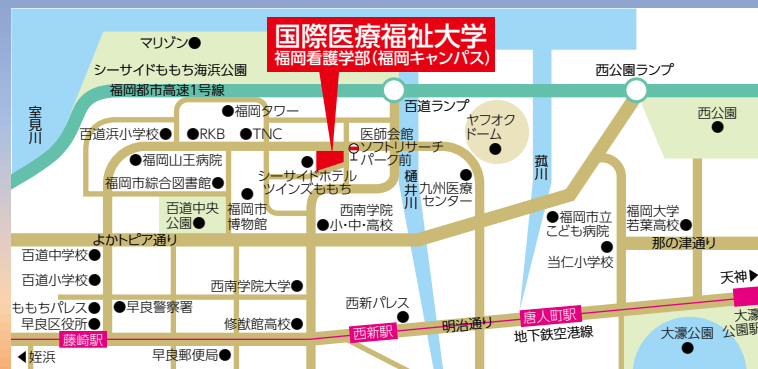 国際医療福祉大学
福岡看護学部(福岡キャンパス)
マリゾン
シーサイドももち海浜公園
福岡都市高速1号線
西公園ランプ
室見川
福岡タワー
百道ランプ
ヤフオク
ドーム
西公園
百道浜小学校
RKB
TNC
医師会館
ソフトリサーチ
パーク前
福岡山王病院
シーサイドホテル
ツインズももち
樋井川
九州医療
センター
菰川
福岡市綜合図書館
百道中央
公園
福岡市
博物館
西南学院
小・中・高校
福岡市立
こども病院
福岡大学
若葉高校
よかトピア通り
那の津通り
百道中学校
当仁小学校
百道小学校
西南学院大学
天神
ももちパレス
早良区役所
早良警察署
修猷館高校
西新パレス
明治通り
唐人町駅
地下鉄空港線
西新駅
藤崎駅
大濠公園
大濠
公園駅
姪浜
早良郵便局